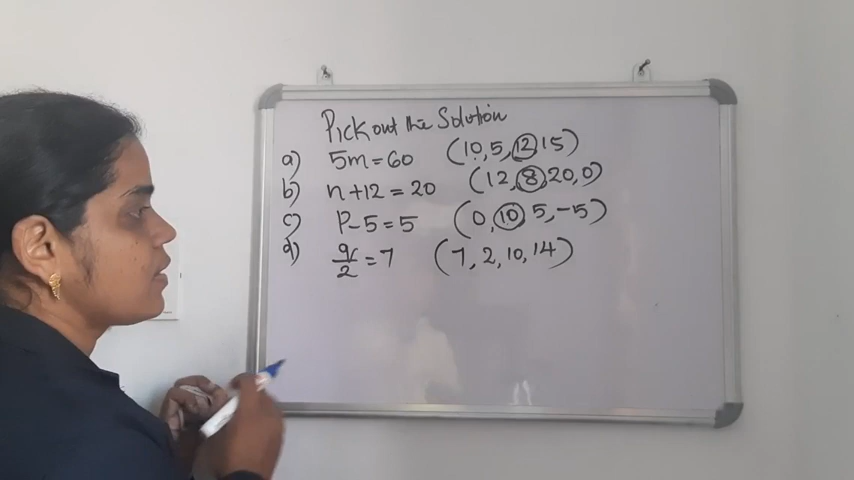 Pick out the Solution
a) 5m = 60 (10, 5, 12 15)
b) n + 12 = 20 (12, 8, 20, 0)
c) P - 5 = 5 (0, 10 5, -5)
d) q/2 = 7 (7, 2, 10, 14)